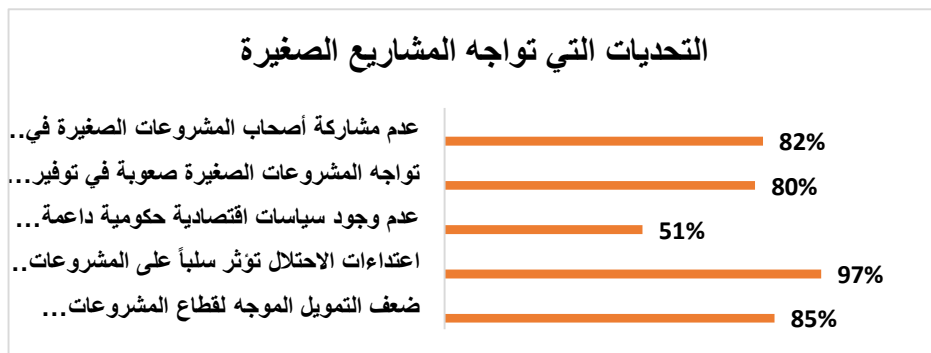 التحديات التي تواجه المشاريع الصغيرة
عدم مشاركة أصحاب المشروعات الصغيرة في..
82%
تواجه المشروعات الصغيرة صعوبة في توفير...
80%
عدم وجود سياسات اقتصادية حكومية داعمة...
51%
اعتداءات الاحتلال تؤثر سلباً على المشروعات..
97%
ضعف التمويل الموجه لقطاع المشروعات...
85%